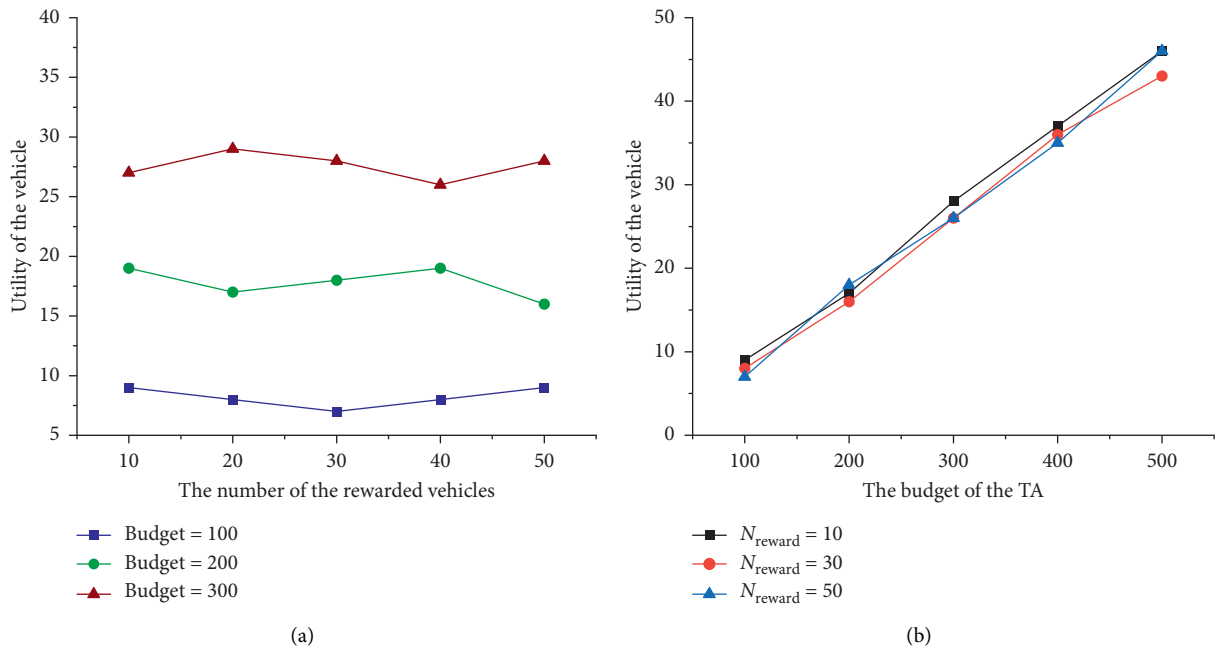 40
35
30
25
20
15
10
5
Utility of the vehicle
10 20 30 40 50
The number of the rewarded vehicles
Budget = 100
Budget = 200
Budget = 300
(a)
50
40
30
20
10
0
Utility of the vehicle
100 200 300 400 500
The budget of the TA
N_reward = 10
N_reward = 30
N_reward = 50
(b)